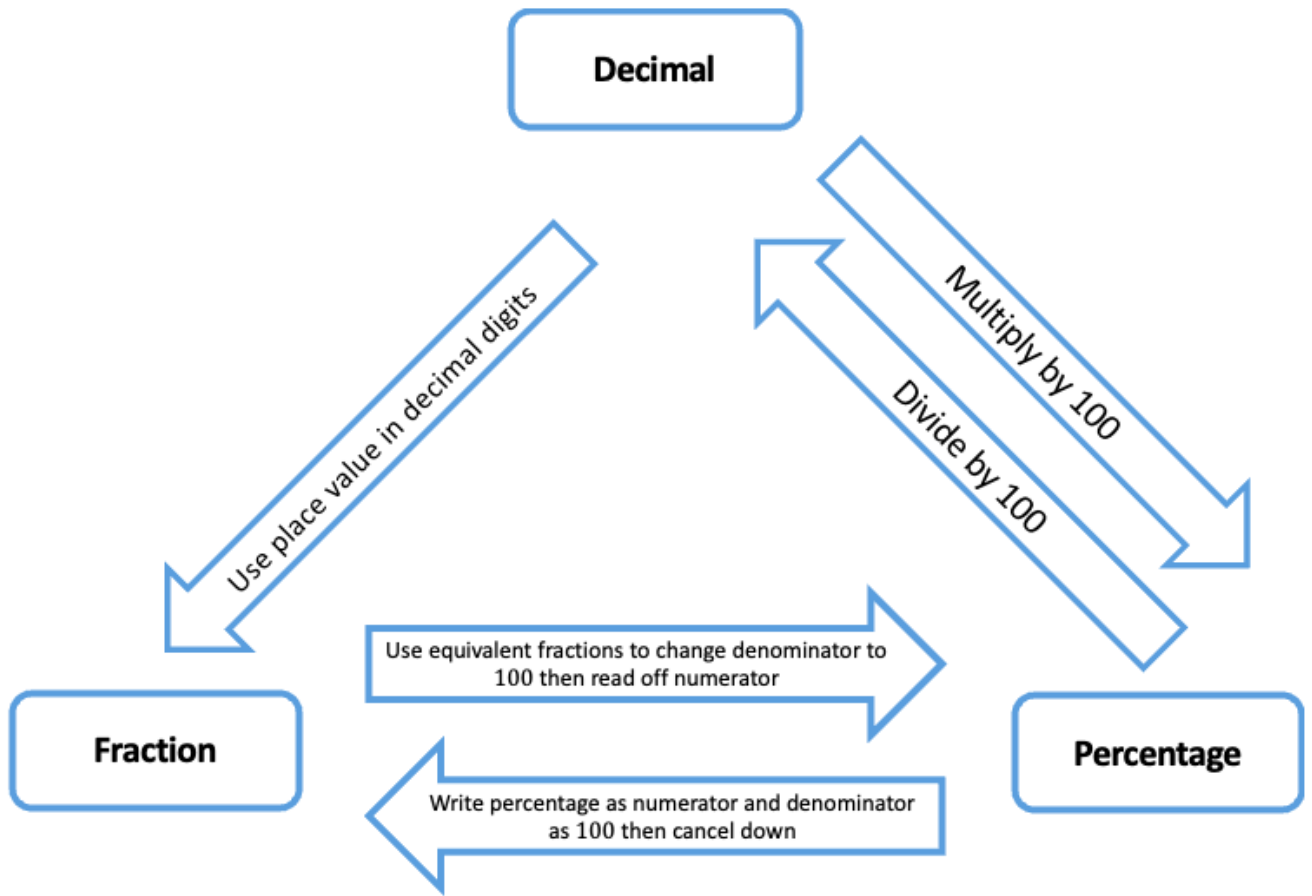 Decimal
Multiply by 100
Divide by 100
Use place value in decimal digits
Use equivalent fractions to change denominator to
100 then read off numerator
Fraction
Percentage
Write percentage as numerator and denominator
as 100 then cancel down